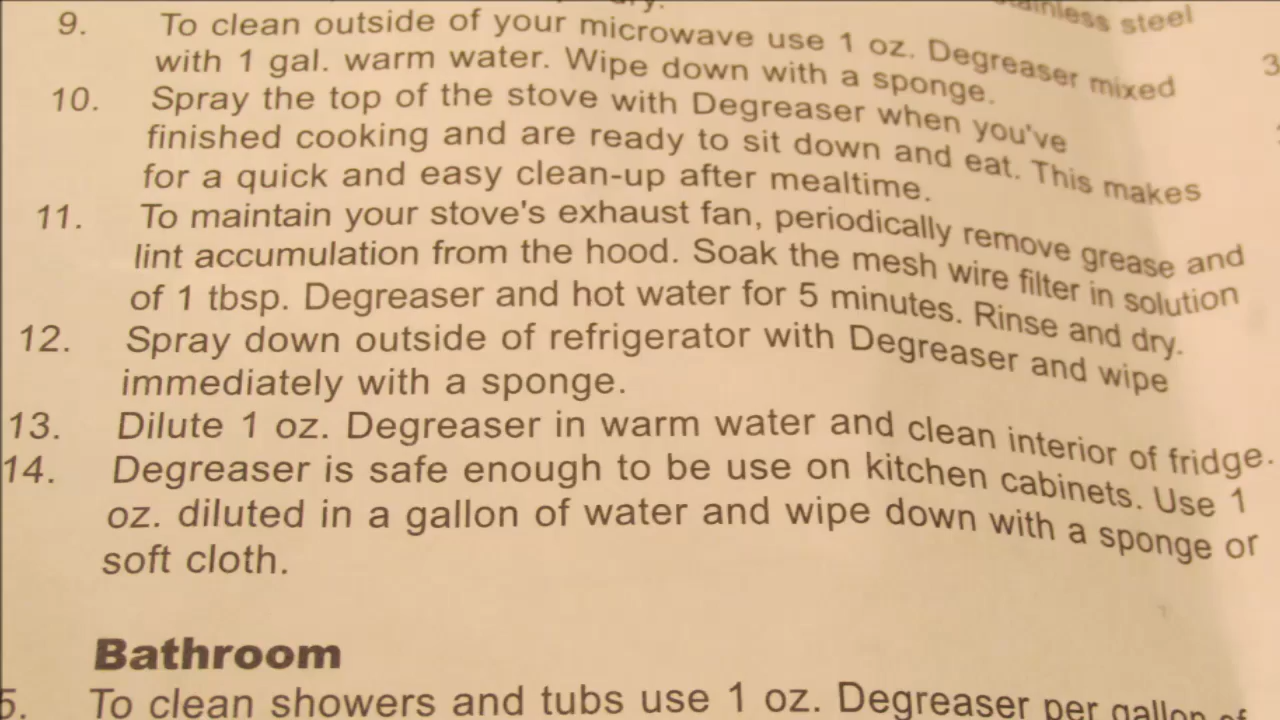 stainless steel
9. To clean outside of your microwave use 1 oz. Degreaser mixed
with 1 gal. warm water. Wipe down with a sponge.
10. Spray the top of the stove with Degreaser when you've
finished cooking and are ready to sit down and eat. This makes
for a quick and easy clean-up after mealtime.
11. To maintain your stove's exhaust fan, periodically remove grease and
lint accumulation from the hood. Soak the mesh wire filter in solution
of 1 tbsp. Degreaser and hot water for 5 minutes. Rinse and dry.
12. Spray down outside of refrigerator with Degreaser and wipe
immediately with a sponge.
13. Dilute 1 oz. Degreaser in warm water and clean interior of fridge.
14. Degreaser is safe enough to be use on kitchen cabinets. Use 1
oz. diluted in a gallon of water and wipe down with a sponge or
soft cloth.
Bathroom
5. To clean showers and tubs use 1 oz. Degreaser per gallon of